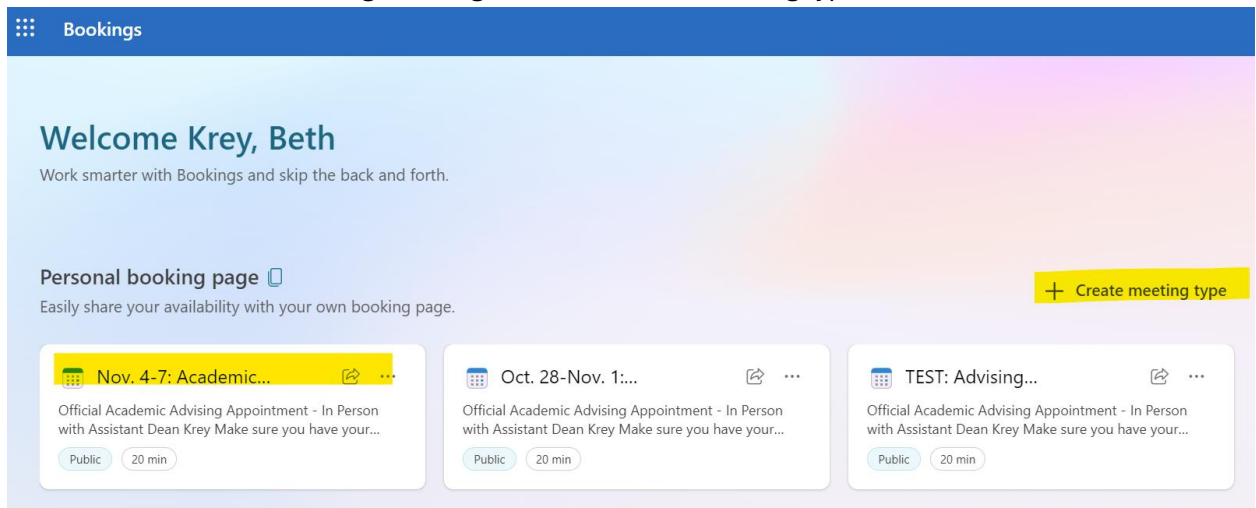 Bookings
Welcome Krey, Beth
Work smarter with Bookings and skip the back and forth.
Personal booking page
Easily share your availability with your own booking page.
+ Create meeting type
Nov. 4-7: Academic... ...
Official Academic Advising Appointment - In Person
with Assistant Dean Krey Make sure you have your...
Public 20 min
Oct. 28-Nov. 1:... ...
Official Academic Advising Appointment - In Person
with Assistant Dean Krey Make sure you have your...
Public 20 min
TEST: Advising... ...
Official Academic Advising Appointment - In Person
with Assistant Dean Krey Make sure you have your...
Public 20 min